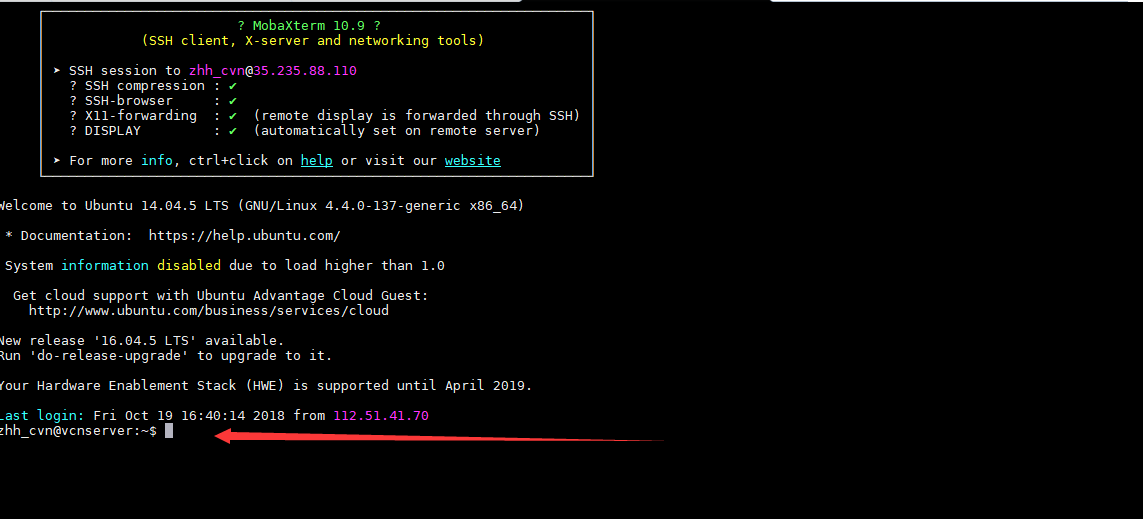 ? MobaXterm 10.9 ?
(SSH client, X-server and networking tools)
➤ SSH session to zhh_cvn@35.235.88.110
? SSH compression : ✔
? SSH-browser : ✔
? X11-forwarding : ✔ (remote display is forwarded through SSH)
? DISPLAY : ✔ (automatically set on remote server)
➤ For more info, ctrl+click on help or visit our website
Welcome to Ubuntu 14.04.5 LTS (GNU/Linux 4.4.0-137-generic x86_64)
* Documentation: https://help.ubuntu.com/
System information disabled due to load higher than 1.0
Get cloud support with Ubuntu Advantage Cloud Guest:
http://www.ubuntu.com/business/services/cloud
New release '16.04.5 LTS' available.
Run 'do-release-upgrade' to upgrade to it.
Your Hardware Enablement Stack (HWE) is supported until April 2019.
Last login: Fri Oct 19 16:40:14 2018 from 112.51.41.70
zhh_cvn@vcnserver:~$